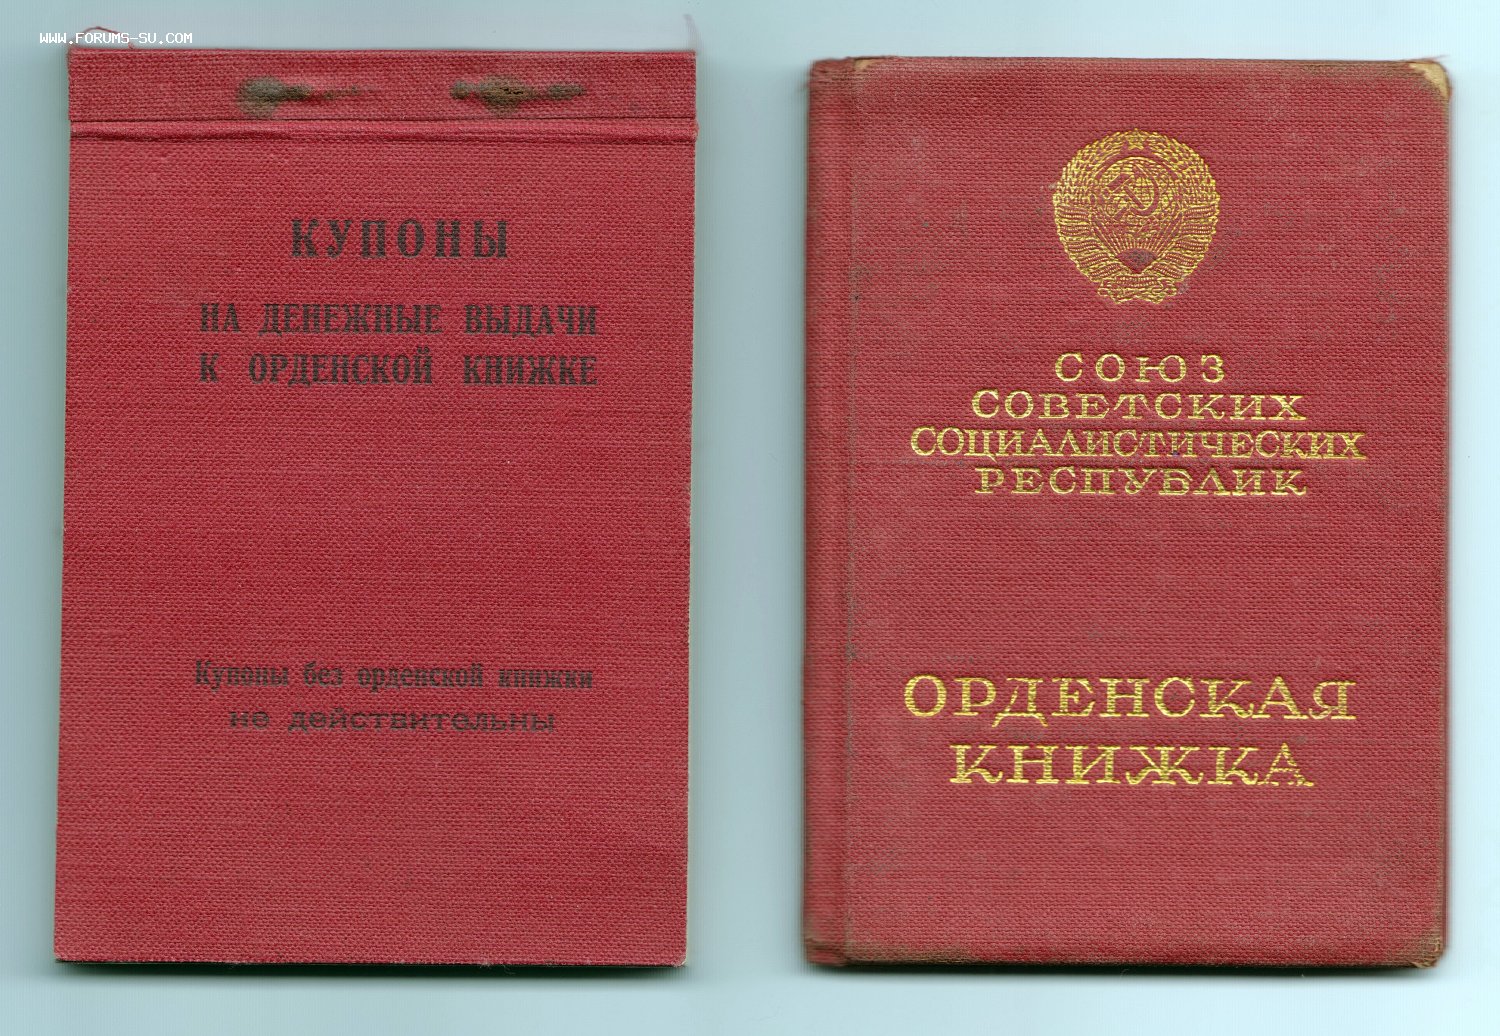 WWW.FORUMS-SU.COM
КУПОНЫ
НА ДЕНЕЖНЫЕ ВЫДАЧИ
К ОРДЕНСКОЙ КНИЖКЕ
Купоны без орденской книжки
не действительны
СОЮЗ
СОВЕТСКИХ
СОЦИАЛИСТИЧЕСКИХ
РЕСПУБЛИК
ОРДЕНСКАЯ
КНИЖКА